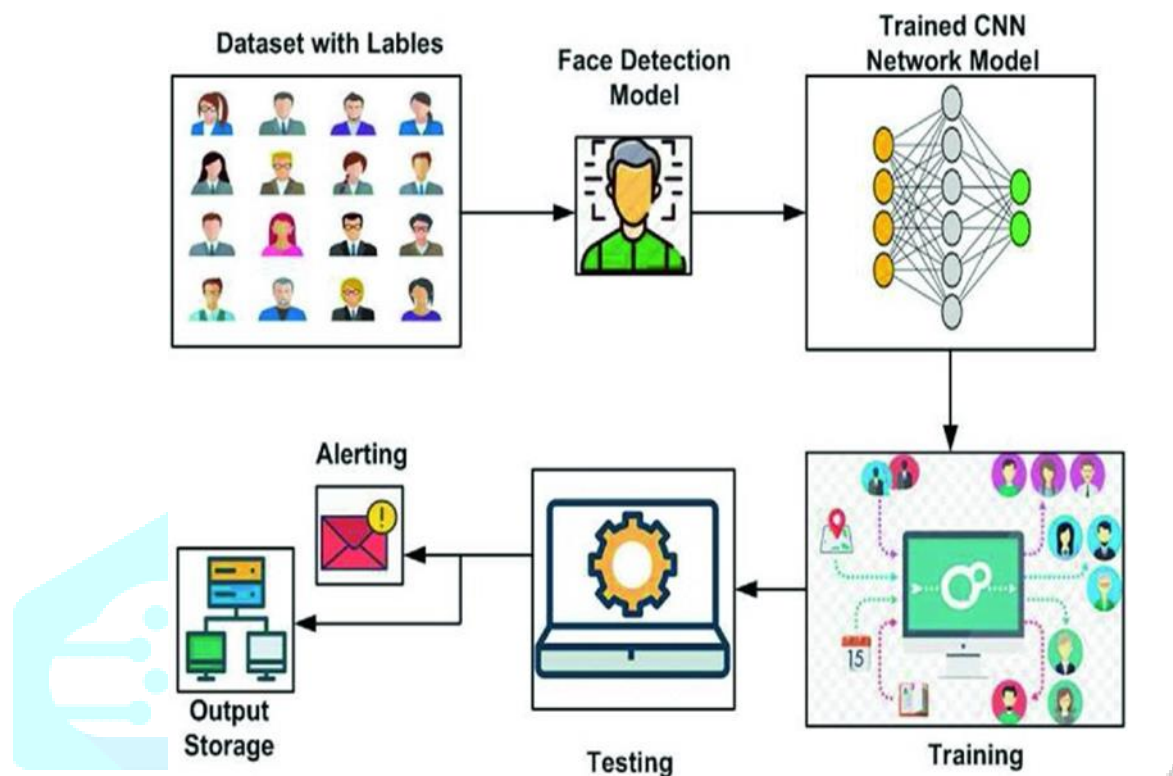 Dataset with Lables
Face Detection
Model
Trained CNN
Network Model
Alerting
Output
Storage
Testing
15
Training